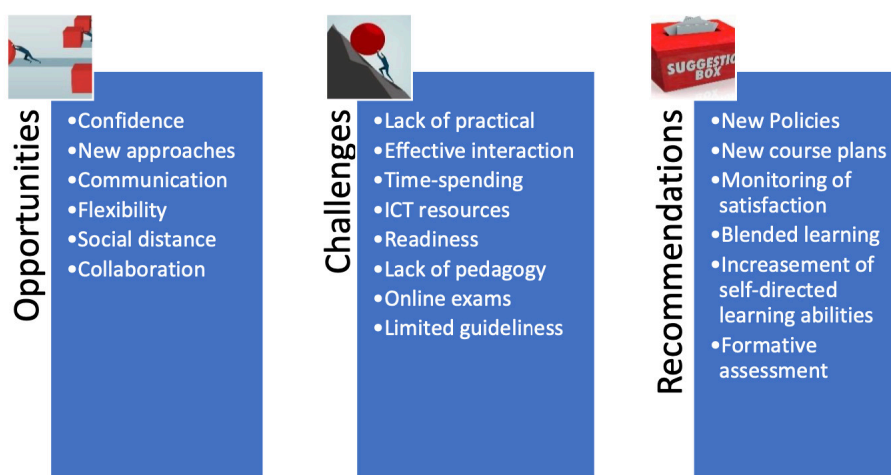 Opportunities
•Confidence
•New approaches
•Communication
•Flexibility
•Social distance
•Collaboration
Challenges
•Lack of practical
•Effective interaction
•Time-spending
•ICT resources
•Readiness
•Lack of pedagogy
•Online exams
•Limited guideliness
SUGGESTIO
BOX
Recommendations
•New Policies
•New course plans
•Monitoring of
satisfaction
•Blended learning
•Increasement of
self-directed
learning abilities
•Formative
assessment